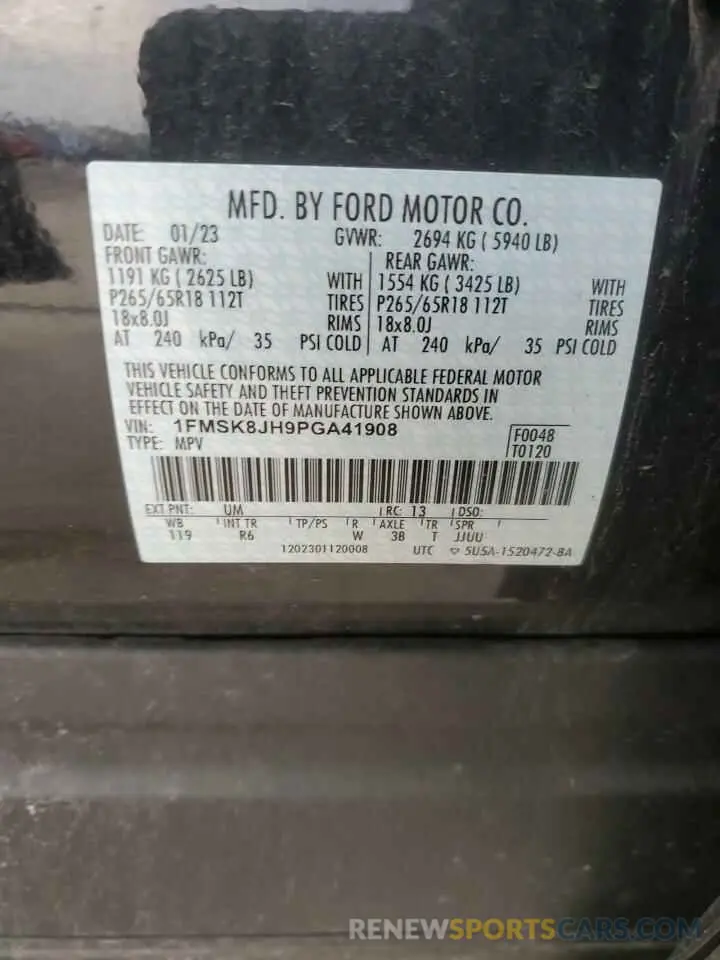 MFD. BY FORD MOTOR CO.
DATE: 01/23 GVWR: 2694 KG ( 5940 LB)
FRONT GAWR: REAR GAWR:
1191 KG ( 2625 LB) WITH 1554 KG ( 3425 LB) WITH
P265/65R18 112T TIRES P265/65R18 112T TIRES
18x8.0J RIMS 18x8.0J RIMS
AT 240 kPa/ 35 PSI COLD AT 240 kPa/ 35 PSI COLD
THIS VEHICLE CONFORMS TO ALL APPLICABLE FEDERAL MOTOR
VEHICLE SAFETY AND THEFT PREVENTION STANDARDS IN
EFFECT ON THE DATE OF MANUFACTURE SHOWN ABOVE.
VIN: 1FMSK8JH9PGA41908 F0048
TYPE: MPV T0120
EXT PNT: UM RC: 13 DSO:
WB INT TR TP/PS R AXLE TR SPR
119 R6 W 3B T JJUU
1202301120008 UTC 5U5A-1520472-BA
RENEWSPORTSCARS.COM